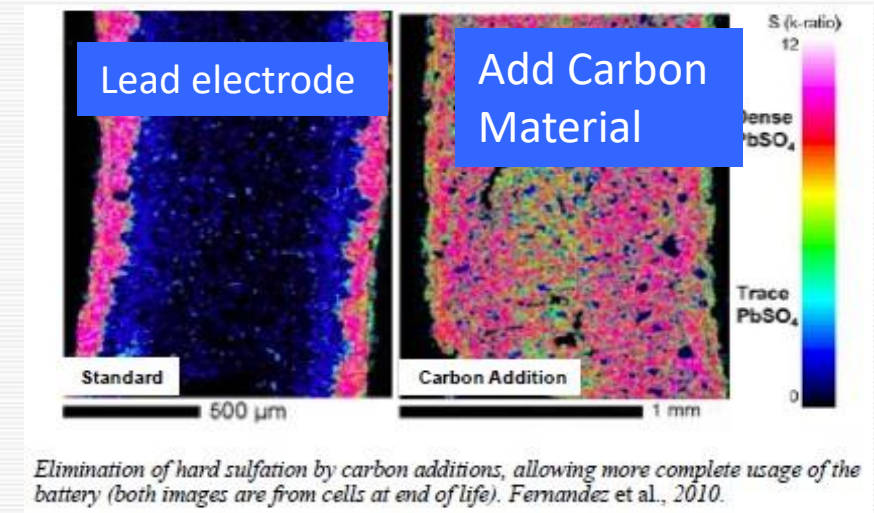 Lead electrode
Add Carbon
Material
S (k-ratio)
12
Dense
PbSO₄
Trace
PbSO₄
0
Standard
Carbon Addition
500 µm
1 mm
Elimination of hard sulfation by carbon additions, allowing more complete usage of the
battery (both images are from cells at end of life). Fernandez et al., 2010.